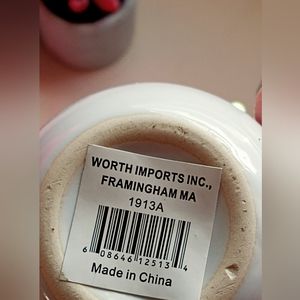 WORTH IMPORTS INC.,
FRAMINGHAM MA
1913A
6 08646 12513 4
Made in China